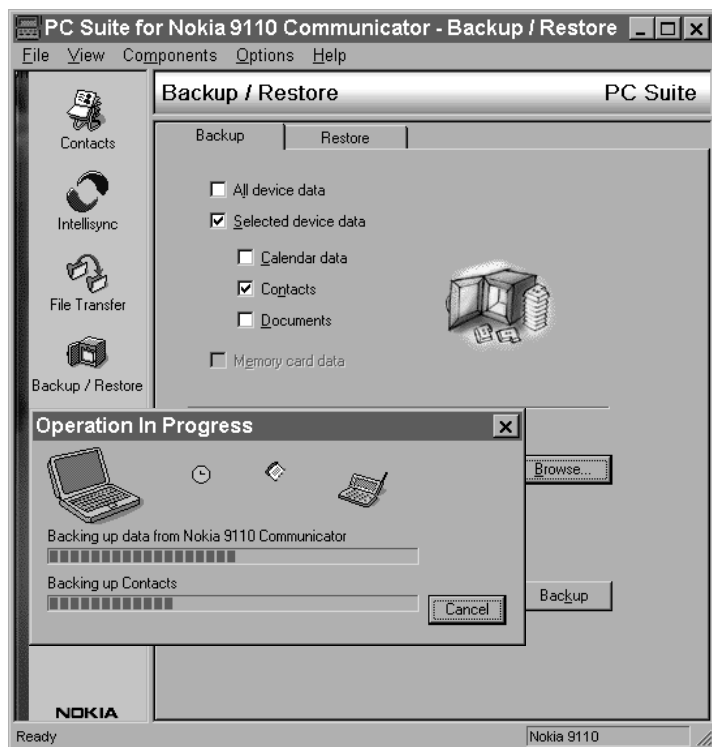 PC Suite for Nokia 9110 Communicator - Backup / Restore
File View Components Options Help
Backup / Restore PC Suite
Contacts
Intellisync
File Transfer
Backup / Restore
Backup Restore
All device data
Selected device data
Calendar data
Contacts
Documents
Memory card data
Browse...
Backup
Operation In Progress
Backing up data from Nokia 9110 Communicator
Backing up Contacts
Cancel
NOKIA
Ready Nokia 9110